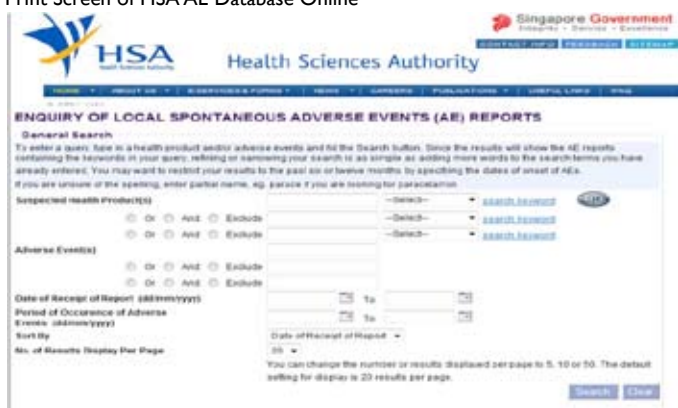 Print Screen of HSA AE Database Online
Singapore Government
Integrity • Service • Excellence
CONTACT INFO FEEDBACK SITEMAP
HSA
Health Sciences Authority
Health Sciences Authority
HOME ABOUT US E-SERVICES & FORMS NEWS CAREERS PUBLICATIONS USEFUL LINKS FAQ
ENQUIRY OF LOCAL SPONTANEOUS ADVERSE EVENTS (AE) REPORTS
General Search
To enter a query, type in a health product and/or adverse events and hit the Search button. Since the results will show the AE reports
containing the keywords in your query, refining or narrowing your search is as simple as adding more words to the search terms you have
already entered. You may want to restrict your results to the past six or twelve months by specifying the dates of onset of AEs.
If you are unsure of the spelling, enter partial name, eg. parace if you are looking for paracetamol
Suspected Health Product(s) --Select-- search keyword
Or And Exclude --Select-- search keyword
Or And Exclude --Select-- search keyword
Adverse Event(s)
Or And Exclude
Or And Exclude
Date of Receipt of Report (dd/mm/yyyy) To
Period of Occurence of Adverse To
Events (dd/mm/yyyy)
Sort By Date of Receipt of Report
No. of Results Display Per Page
You can change the number or results displayed per page to 5, 10 or 50. The default
setting for display is 20 results per page.
Search Clear